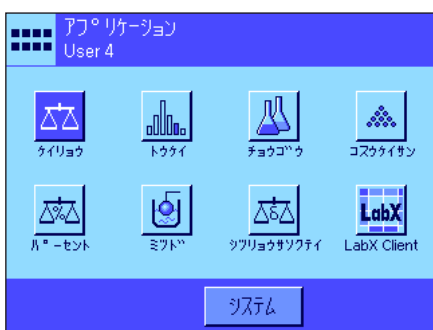 アプリケーション
User 4
ケイリョウ
トウケイ
チョウゴウ
コスウケイサン
パーセント
ミツド
シツリョウサソクテイ
LabX
LabX Client
システム